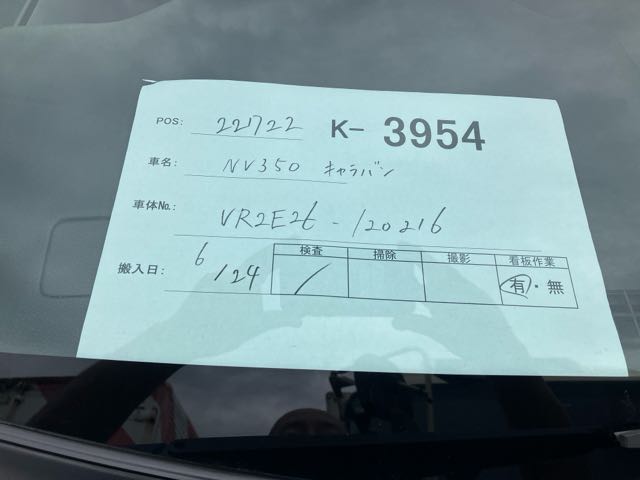 POS: 221722 K- 3954
車名: NV350 キャラバン
車体No.: VR2E26-120216
搬入日: 6/24
検査 掃除 撮影 看板作業
/ 有・無